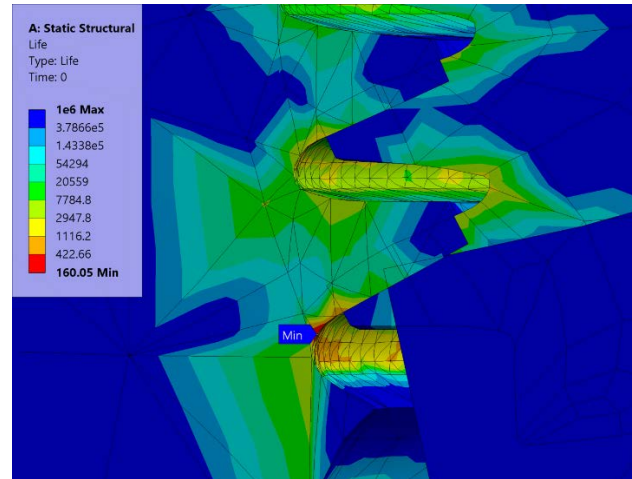 A: Static Structural
Life
Type: Life
Time: 0
1e6 Max
3.7866e5
1.4338e5
54294
20559
7784.8
2947.8
1116.2
422.66
160.05 Min
Min